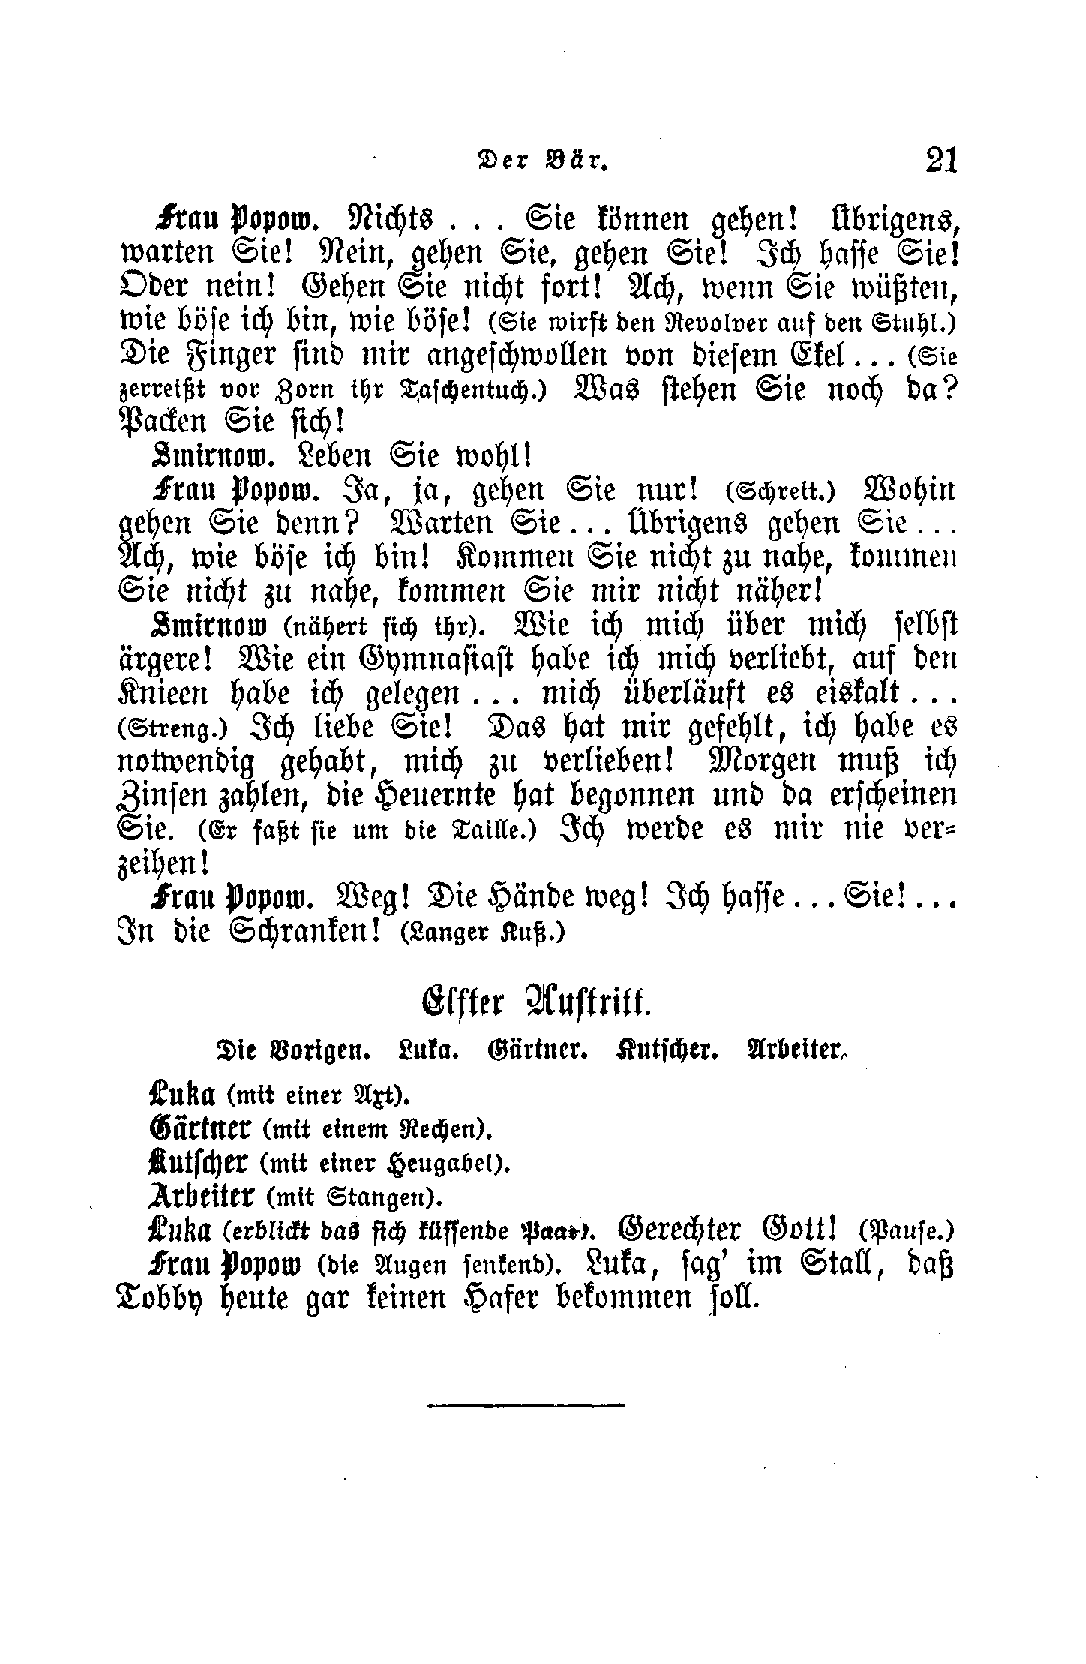 Der Bär. 21
Frau Popow. Nichts . . . Sie können gehen! Übrigens,
warten Sie! Nein, gehen Sie, gehen Sie! Ich hasse Sie!
Oder nein! Gehen Sie nicht fort! Ach, wenn Sie wüßten,
wie böse ich bin, wie böse! (Sie wirft den Revolver auf den Stuhl.)
Die Finger sind mir angeschwollen von diesem Ekel ... (Sie
zerreißt vor Zorn ihr Taschentuch.) Was stehen Sie noch da?
Packen Sie sich!
Smirnow. Leben Sie wohl!
Frau Popow. Ja, ja, gehen Sie nur! (Schreit.) Wohin
gehen Sie denn? Warten Sie ... Übrigens gehen Sie ...
Ach, wie böse ich bin! Kommen Sie nicht zu nahe, kommen
Sie nicht zu nahe, kommen Sie mir nicht näher!
Smirnow (nähert sich ihr). Wie ich mich über mich selbst
ärgere! Wie ein Gymnasiast habe ich mich verliebt, auf den
Knieen habe ich gelegen ... mich überläuft es eiskalt ...
(Streng.) Ich liebe Sie! Das hat mir gefehlt, ich habe es
notwendig gehabt, mich zu verlieben! Morgen muß ich
Zinsen zahlen, die Heuernte hat begonnen und da erscheinen
Sie. (Er faßt sie um die Taille.) Ich werde es mir nie ver-
zeihen!
Frau Popow. Weg! Die Hände weg! Ich hasse ... Sie! ...
In die Schranken! (Langer Kuß.)
Elfter Auftritt.
Die Vorigen. Luka. Gärtner. Kutscher. Arbeiter.
Luka (mit einer Axt).
Gärtner (mit einem Rechen).
Kutscher (mit einer Heugabel).
Arbeiter (mit Stangen).
Luka (erblickt das sich küssende Paar). Gerechter Gott! (Pause.)
Frau Popow (die Augen senkend). Luka, sag' im Stall, daß
Tobby heute gar keinen Hafer bekommen soll.